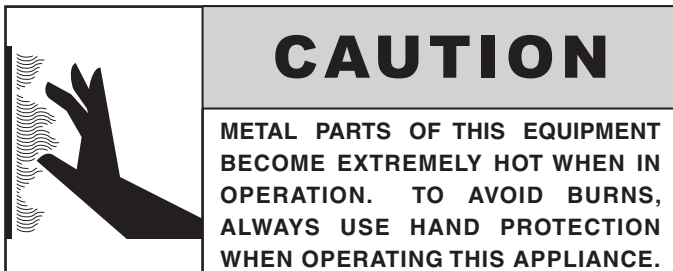 CAUTION
METAL PARTS OF THIS EQUIPMENT
BECOME EXTREMELY HOT WHEN IN
OPERATION. TO AVOID BURNS,
ALWAYS USE HAND PROTECTION
WHEN OPERATING THIS APPLIANCE.